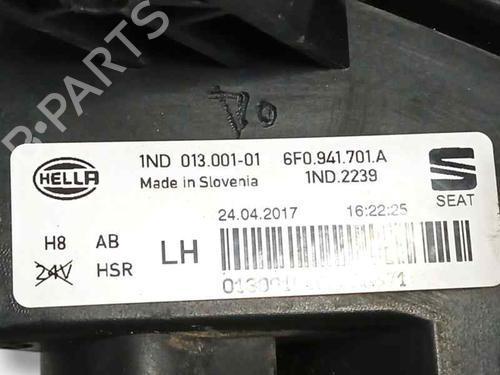 B-PARTS
HELLA
1ND 013.001-01 6F0.941.701.A
Made in Slovenia 1ND.2239
SEAT
24.04.2017 16:22:25
H8 AB
24V HSR
LH